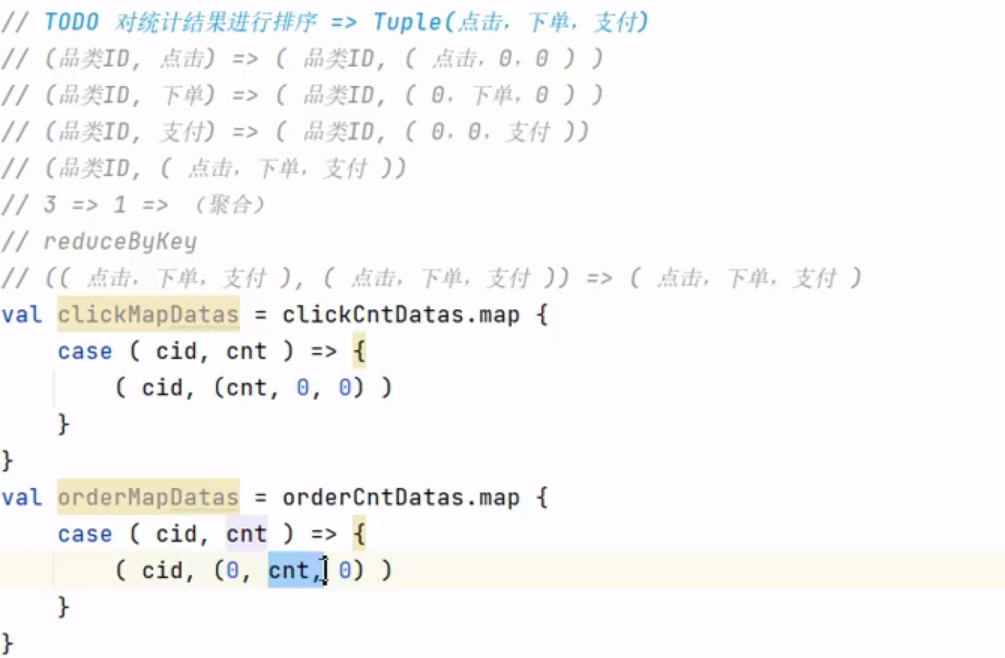 // TODO 对统计结果进行排序 => Tuple(点击，下单，支付)
// (品类ID, 点击) => ( 品类ID, ( 点击，0，0 ) )
// (品类ID, 下单) => ( 品类ID, ( 0，下单，0 ) )
// (品类ID, 支付) => ( 品类ID, ( 0，0，支付 ))
// (品类ID, ( 点击，下单，支付 ))
// 3 => 1 => （聚合）
// reduceByKey
// (( 点击，下单，支付 ), ( 点击，下单，支付 )) => ( 点击，下单，支付 )
val clickMapDatas = clickCntDatas.map {
    case ( cid, cnt ) => {
        ( cid, (cnt, 0, 0) )
    }
}
val orderMapDatas = orderCntDatas.map {
    case ( cid, cnt ) => {
        ( cid, (0, cnt, 0) )
    }
}